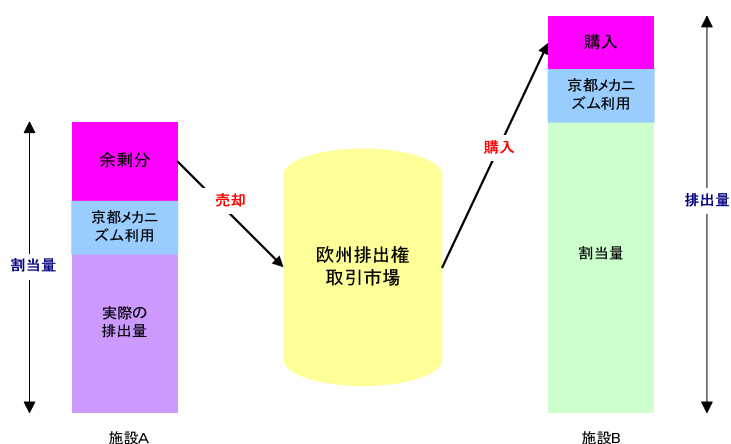 購入
京都メカニ
ズム利用
余剰分
購入
売却
排出量
京都メカニ
ズム利用
欧州排出権
取引市場
割当量
割当量
実際の
排出量
施設A
施設B